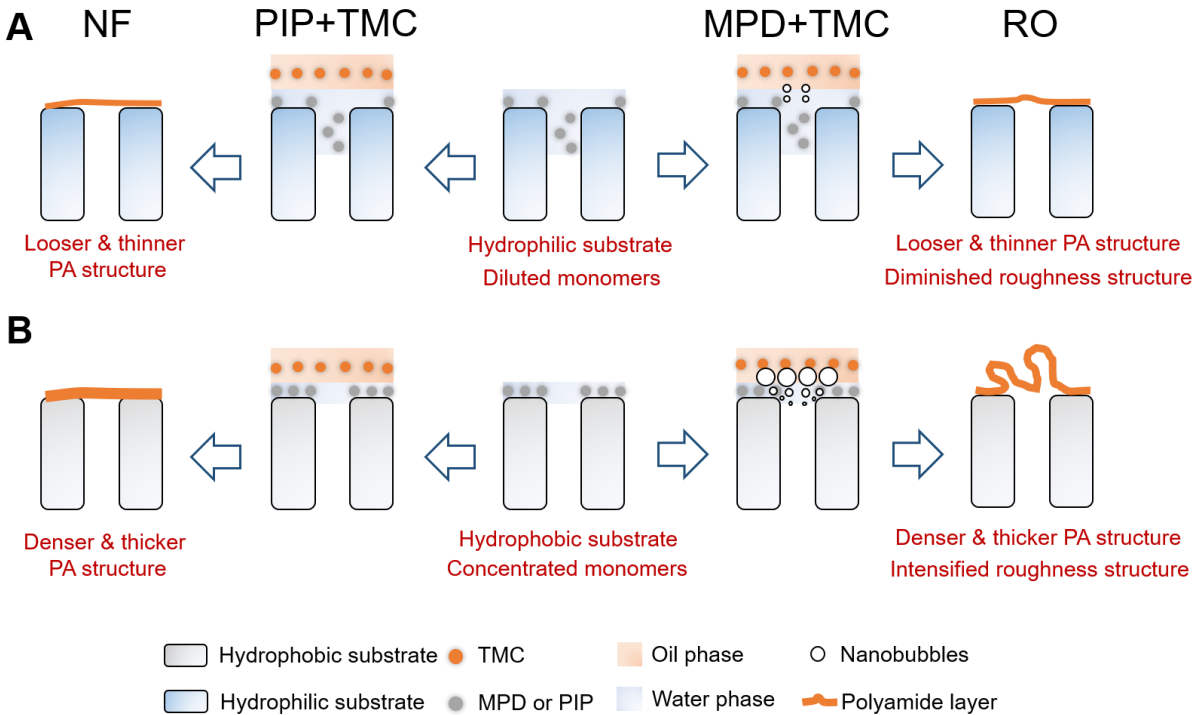 A
NF
PIP+TMC
MPD+TMC
RO
Looser & thinner
PA structure
Hydrophilic substrate
Diluted monomers
Looser & thinner PA structure
Diminished roughness structure
B
Denser & thicker
PA structure
Hydrophobic substrate
Concentrated monomers
Denser & thicker PA structure
Intensified roughness structure
Hydrophobic substrate
TMC
Oil phase
Nanobubbles
Hydrophilic substrate
MPD or PIP
Water phase
Polyamide layer